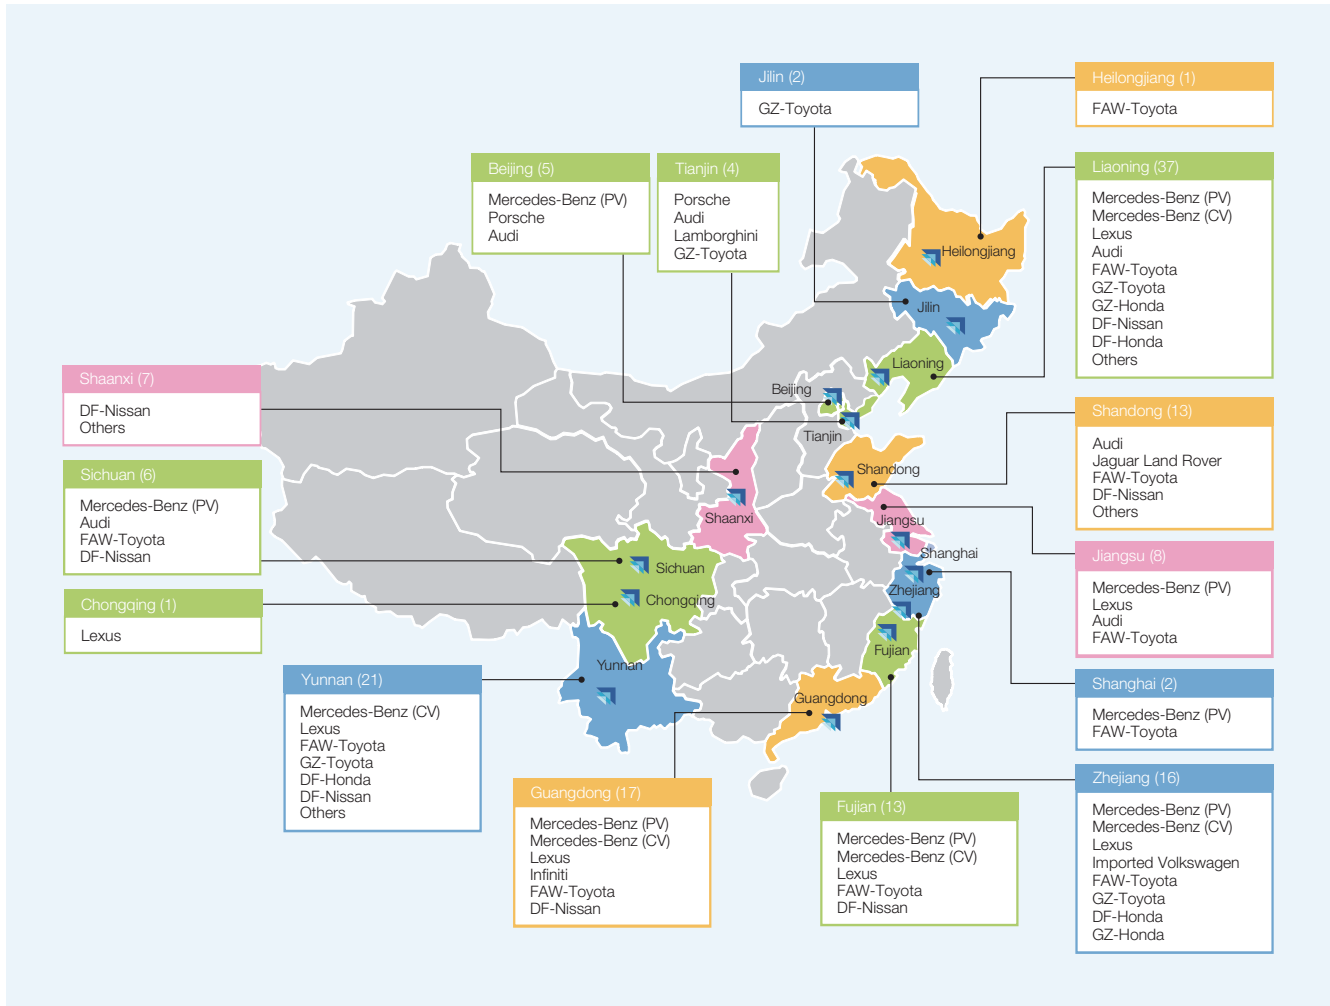 Jilin (2)
GZ-Toyota
Heilongjiang (1)
FAW-Toyota
Beijing (5)
Mercedes-Benz (PV)
Porsche
Audi
Tianjin (4)
Porsche
Audi
Lamborghini
GZ-Toyota
Liaoning (37)
Mercedes-Benz (PV)
Mercedes-Benz (CV)
Lexus
Audi
FAW-Toyota
GZ-Toyota
GZ-Honda
DF-Nissan
DF-Honda
Others
Shaanxi (7)
DF-Nissan
Others
Sichuan (6)
Mercedes-Benz (PV)
Audi
FAW-Toyota
DF-Nissan
Chongqing (1)
Lexus
Yunnan (21)
Mercedes-Benz (CV)
Lexus
FAW-Toyota
GZ-Toyota
DF-Honda
DF-Nissan
Others
Guangdong (17)
Mercedes-Benz (PV)
Mercedes-Benz (CV)
Lexus
Infiniti
FAW-Toyota
DF-Nissan
Fujian (13)
Mercedes-Benz (PV)
Mercedes-Benz (CV)
Lexus
FAW-Toyota
DF-Nissan
Shandong (13)
Audi
Jaguar Land Rover
FAW-Toyota
DF-Nissan
Others
Jiangsu (8)
Mercedes-Benz (PV)
Lexus
Audi
FAW-Toyota
Shanghai (2)
Mercedes-Benz (PV)
FAW-Toyota
Zhejiang (16)
Mercedes-Benz (PV)
Mercedes-Benz (CV)
Lexus
Imported Volkswagen
FAW-Toyota
GZ-Toyota
DF-Honda
GZ-Honda
Heilongjiang
Jilin
Liaoning
Beijing
Tianjin
Shandong
Shaanxi
Jiangsu
Shanghai
Sichuan
Zhejiang
Chongqing
Fujian
Yunnan
Guangdong